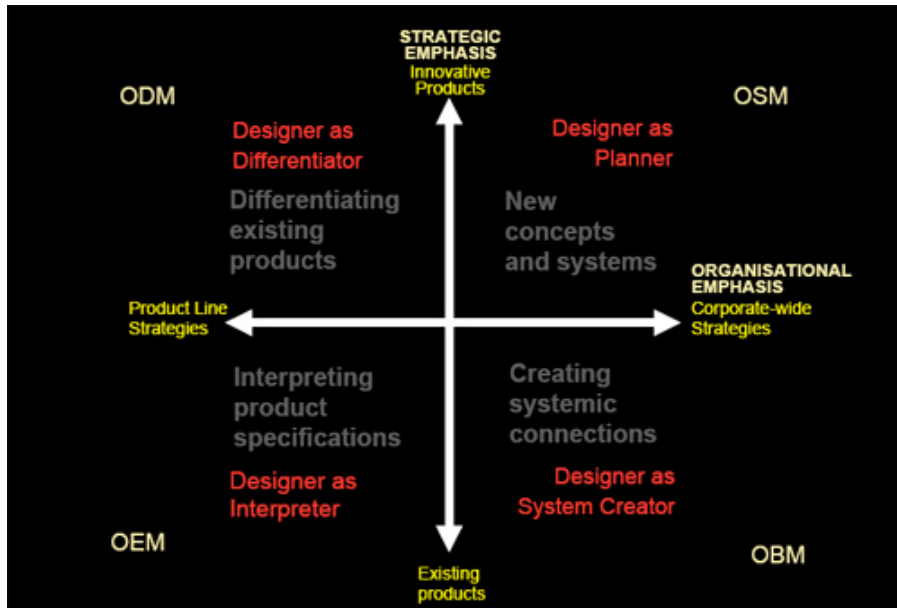 STRATEGIC
EMPHASIS
Innovative
Products
ODM
OSM
Designer as
Differentiator
Designer as
Planner
Differentiating
existing
products
New
concepts
and systems
ORGANISATIONAL
EMPHASIS
Corporate-wide
Strategies
Product Line
Strategies
Interpreting
product
specifications
Creating
systemic
connections
Designer as
Interpreter
Designer as
System Creator
OEM
OBM
Existing
products